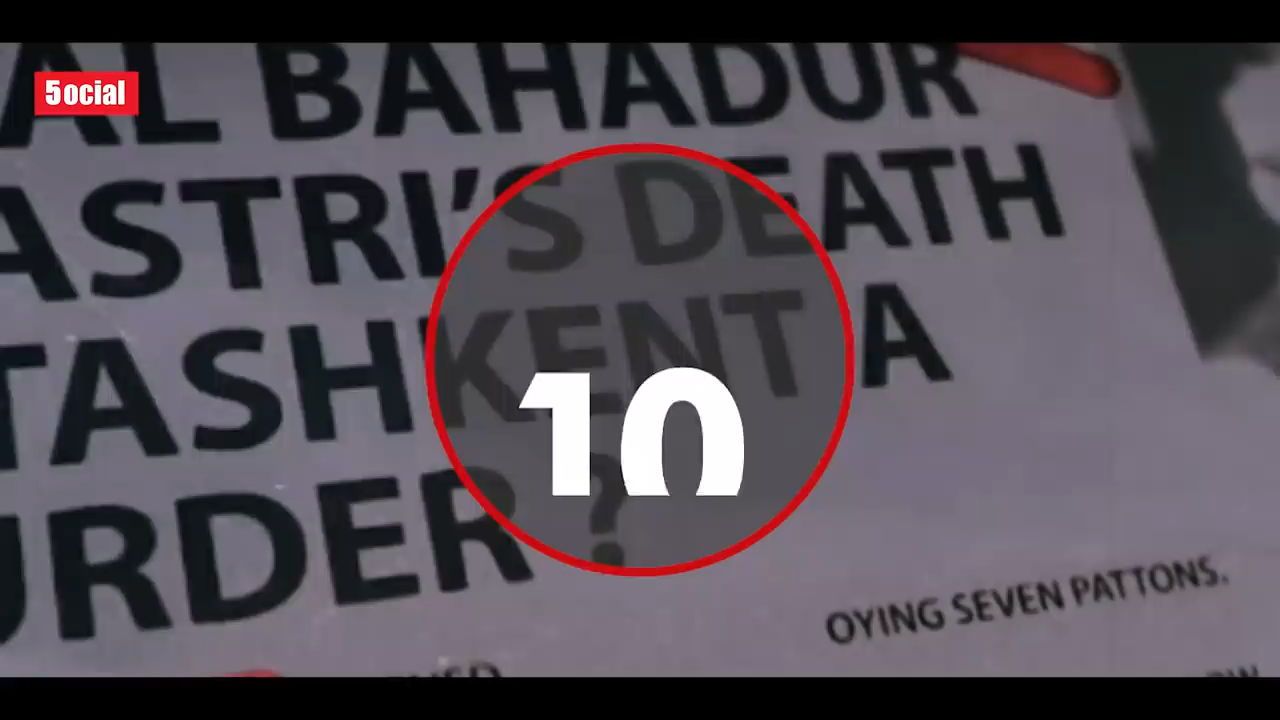 5ocial
AL BAHADUR
ASTRI'S DEATH
TASHKENT A
URDER ?
10
OYING SEVEN PATTONS.